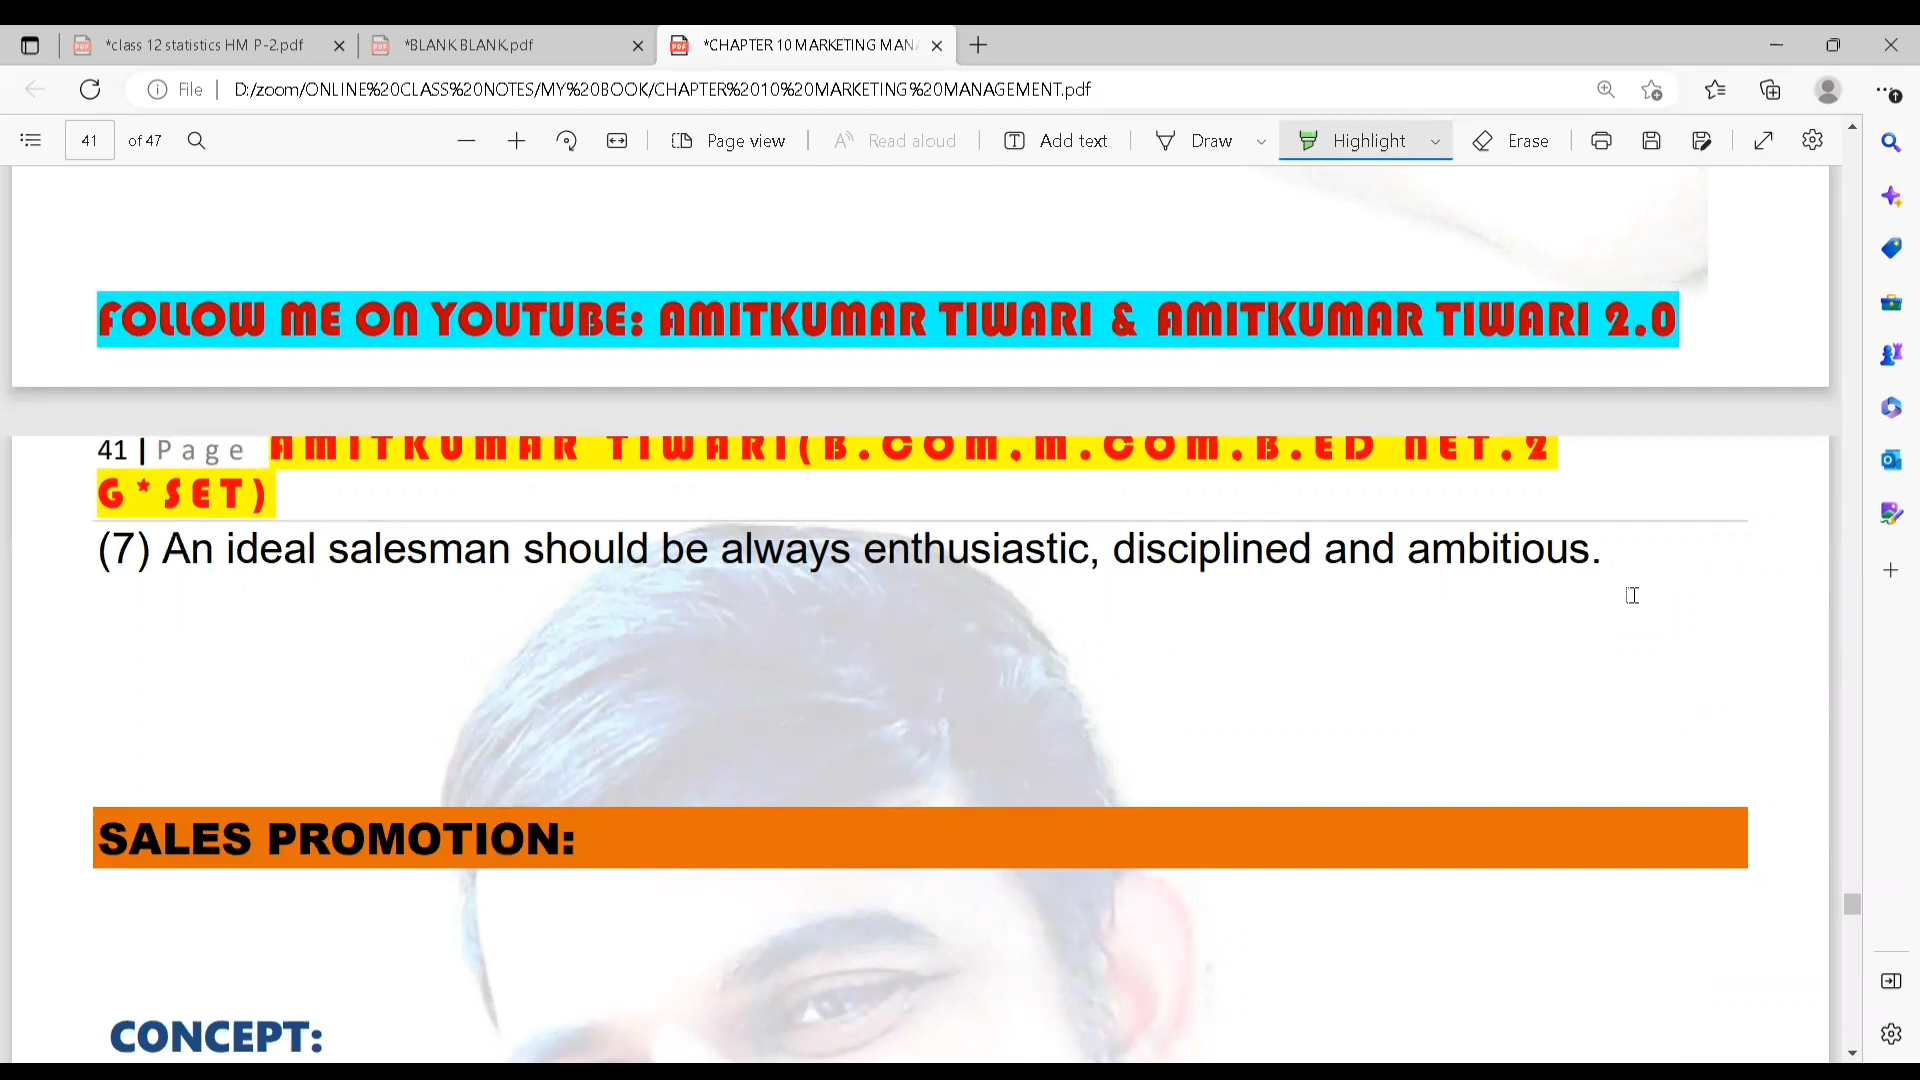 *class 12 statistics HM P-2.pdf
*BLANK BLANK.pdf
*CHAPTER 10 MARKETING MAN
File
D:/zoom/ONLINE%20CLASS%20NOTES/MY%20BOOK/CHAPTER%2010%20MARKETING%20MANAGEMENT.pdf
41 of 47
Page view
Read aloud
Add text
Draw
Highlight
Erase
FOLLOW ME ON YOUTUBE: AMITKUMAR TIWARI & AMITKUMAR TIWARI 2.0
41 | Page AMITKUMAR TIWARI(B.COM.M.COM.B.ED NET.2
G*SET)
(7) An ideal salesman should be always enthusiastic, disciplined and ambitious.
SALES PROMOTION:
CONCEPT: